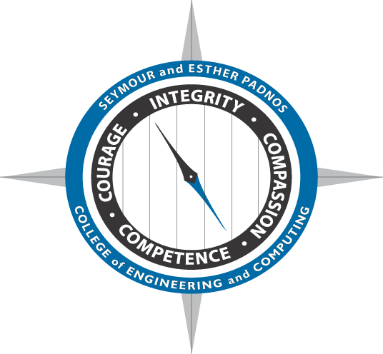 SEYMOUR and ESTHER PADNOS
COLLEGE of ENGINEERING and COMPUTING
COURAGE • INTEGRITY • COMPASSION • COMPETENCE •